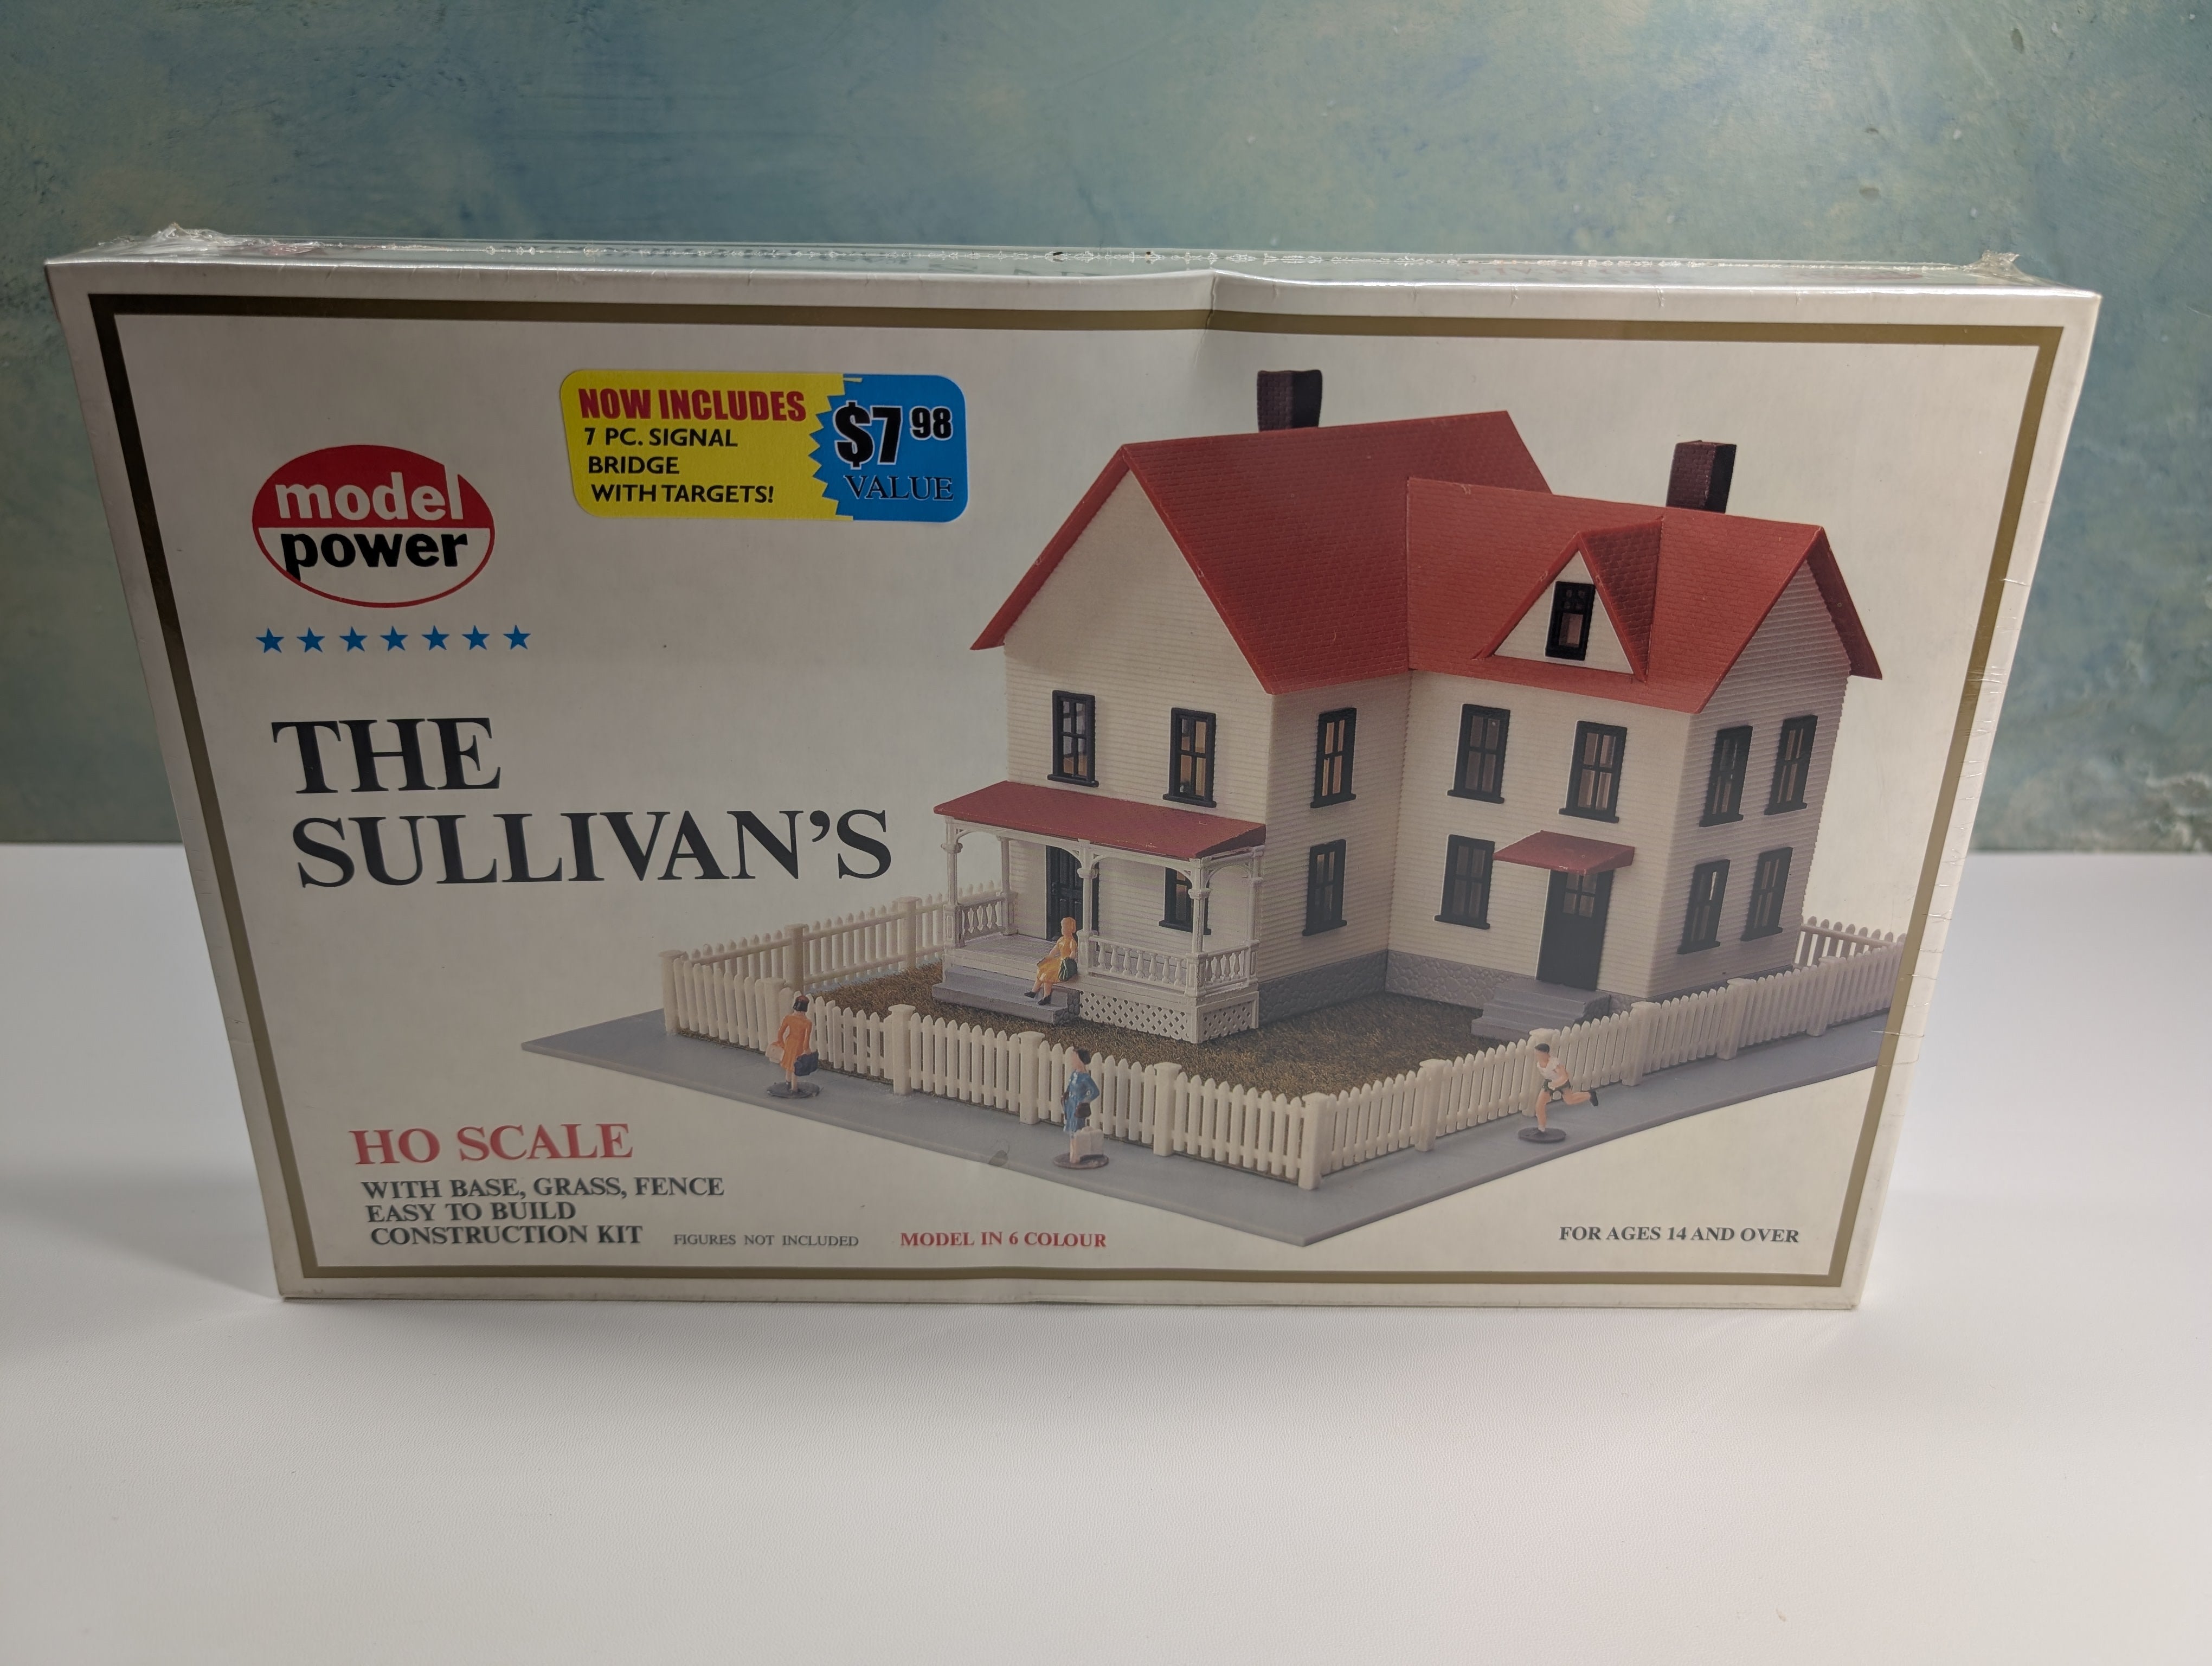 NOW INCLUDES
7 PC. SIGNAL
BRIDGE
WITH TARGETS!
$7 98
VALUE
model
power
THE
SULLIVAN'S
HO SCALE
WITH BASE, GRASS, FENCE
EASY TO BUILD
CONSTRUCTION KIT
FIGURES NOT INCLUDED
MODEL IN 6 COLOUR
FOR AGES 14 AND OVER